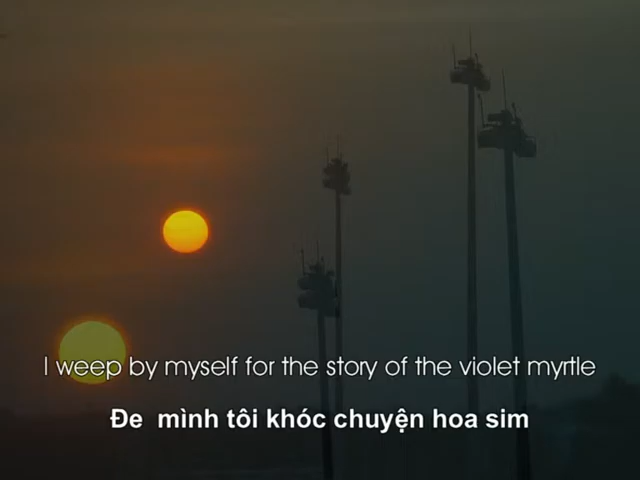 I weep by myself for the story of the violet myrtle
Đe mình tôi khóc chuyện hoa sim